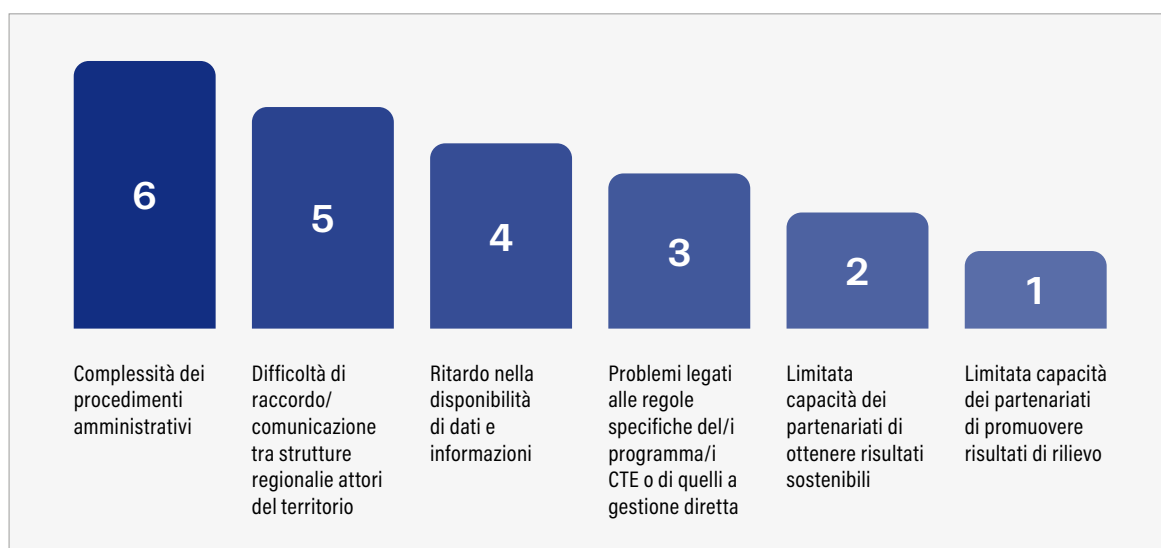 6
5
4
3
2
1
Complessità dei
procedimenti
amministrativi
Difficoltà di
raccordo/
comunicazione
tra strutture
regionalie attori
del territorio
Ritardo nella
disponibilità
di dati e
informazioni
Problemi legati
alle regole
specifiche del/i
programma/i
CTE o di quelli a
gestione diretta
Limitata
capacità dei
partenariati di
ottenere risultati
sostenibili
Limitata capacità
dei partenariati
di promuovere
risultati di rilievo